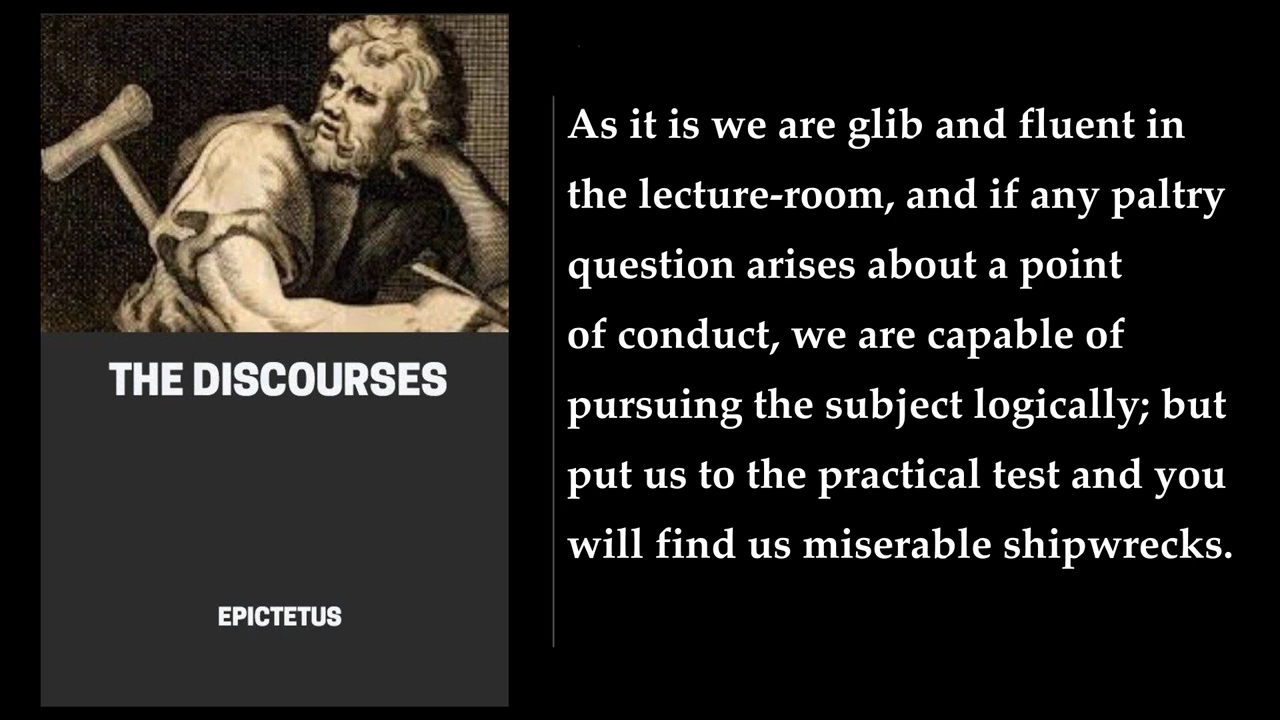 THE DISCOURSES
EPICTETUS
As it is we are glib and fluent in
the lecture-room, and if any paltry
question arises about a point
of conduct, we are capable of
pursuing the subject logically; but
put us to the practical test and you
will find us miserable shipwrecks.